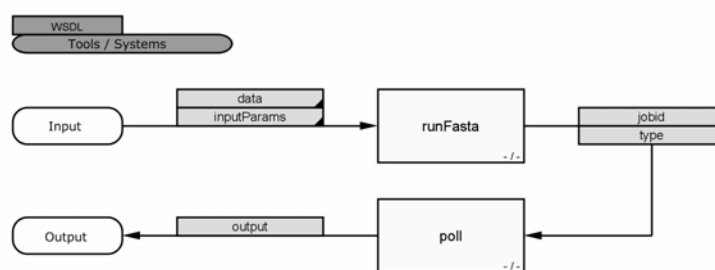 WSDL
Tools / Systems
data
inputParams
Input
runFasta
- / -
jobid
type
output
Output
poll
- / -